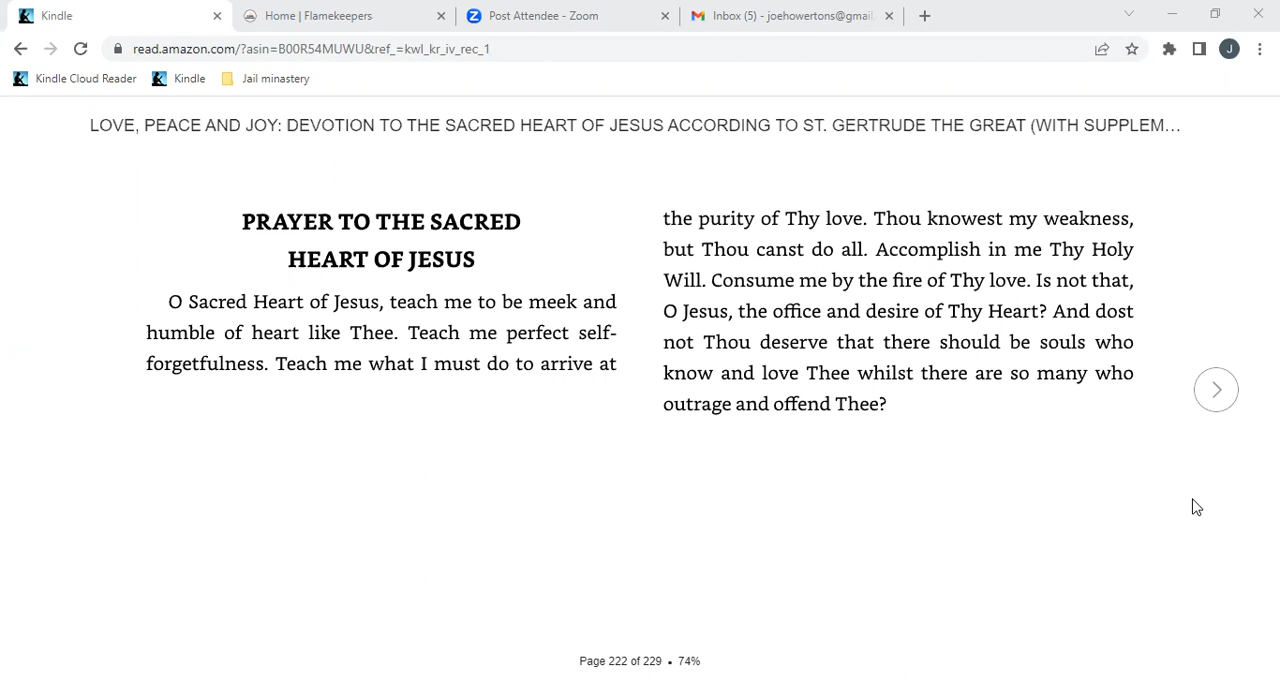 Kindle
Home | Flamekeepers
Post Attendee - Zoom
Inbox (5) - joehowertons@gmail.
read.amazon.com/?asin=B00R54MUWU&ref_=kwl_kr_iv_rec_1
J
Kindle Cloud Reader
Kindle
Jail minastery
LOVE, PEACE AND JOY: DEVOTION TO THE SACRED HEART OF JESUS ACCORDING TO ST. GERTRUDE THE GREAT (WITH SUPPLEM…
PRAYER TO THE SACRED
HEART OF JESUS
O Sacred Heart of Jesus, teach me to be meek and
humble of heart like Thee. Teach me perfect self-
forgetfulness. Teach me what I must do to arrive at
the purity of Thy love. Thou knowest my weakness,
but Thou canst do all. Accomplish in me Thy Holy
Will. Consume me by the fire of Thy love. Is not that,
O Jesus, the office and desire of Thy Heart? And dost
not Thou deserve that there should be souls who
know and love Thee whilst there are so many who
outrage and offend Thee?
Page 222 of 229 • 74%